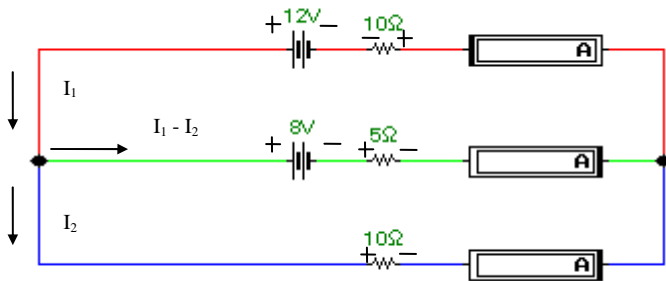 + 12V − 10Ω
− +
A
I₁
I₁ - I₂
8V 5Ω
+ − + −
A
I₂
10Ω
+ −
A